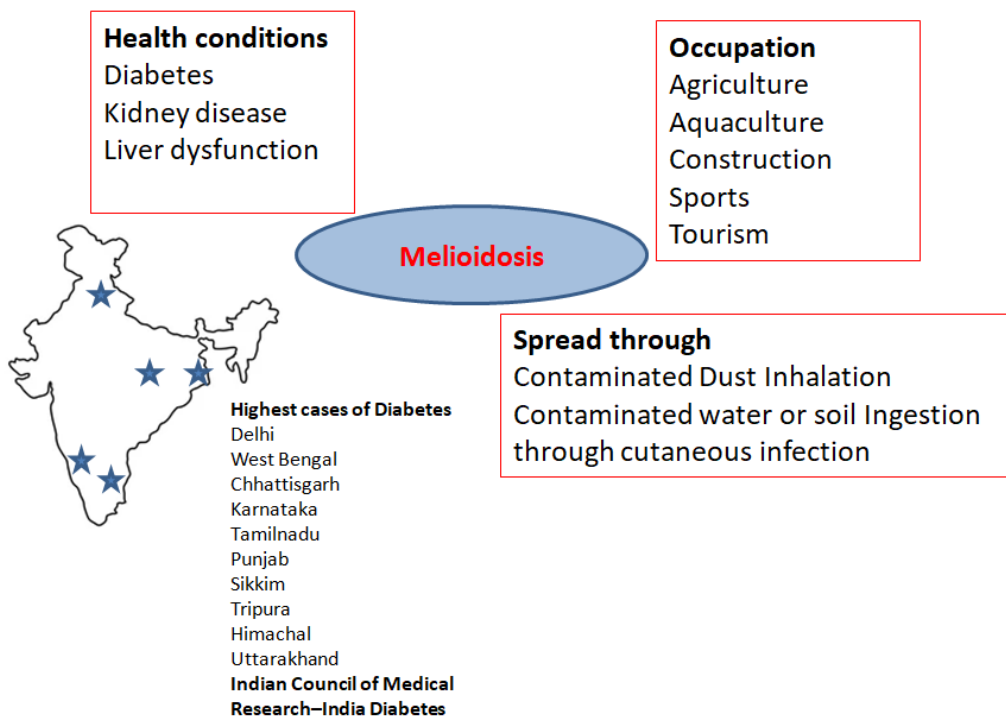 Health conditions
Diabetes
Kidney disease
Liver dysfunction
Occupation
Agriculture
Aquaculture
Construction
Sports
Tourism
Melioidosis
Spread through
Contaminated Dust Inhalation
Contaminated water or soil Ingestion
through cutaneous infection
Highest cases of Diabetes
Delhi
West Bengal
Chhattisgarh
Karnataka
Tamilnadu
Punjab
Sikkim
Tripura
Himachal
Uttarakhand
Indian Council of Medical
Research–India Diabetes